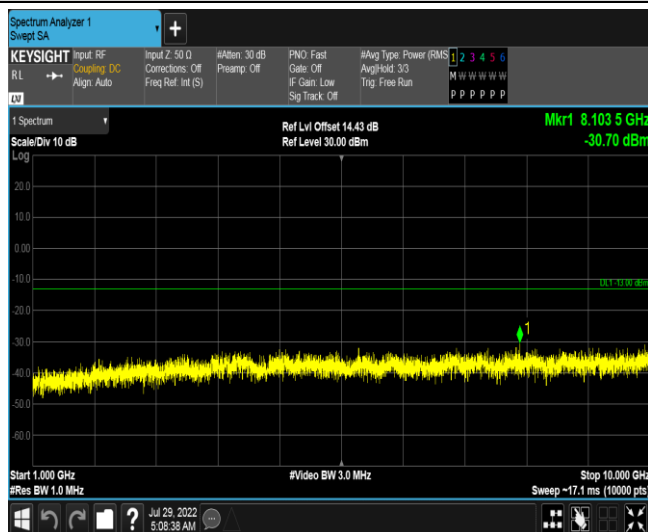 Spectrum Analyzer 1
Swept SA
+
KEYSIGHT
RL
LXI
Input: RF
Coupling: DC
Align: Auto
Input Z: 50 Ω
Corrections: Off
Freq Ref: Int (S)
#Atten: 30 dB
Preamp: Off
PNO: Fast
Gate: Off
IF Gain: Low
Sig Track: Off
#Avg Type: Power (RMS
Avg|Hold: 3/3
Trig: Free Run
1 2 3 4 5 6
M W W W W W
P P P P P P
1 Spectrum
Scale/Div 10 dB
Log
Ref Lvl Offset 14.43 dB
Ref Level 30.00 dBm
Mkr1 8.103 5 GHz
-30.70 dBm
20.0
10.0
0.00
-10.0
DL1 -13.00 dBm
-20.0
-30.0
1
-40.0
-50.0
-60.0
Start 1.000 GHz
#Res BW 1.0 MHz
#Video BW 3.0 MHz
Stop 10.000 GHz
Sweep ~17.1 ms (10000 pts)
?
Jul 29, 2022
5:08:38 AM